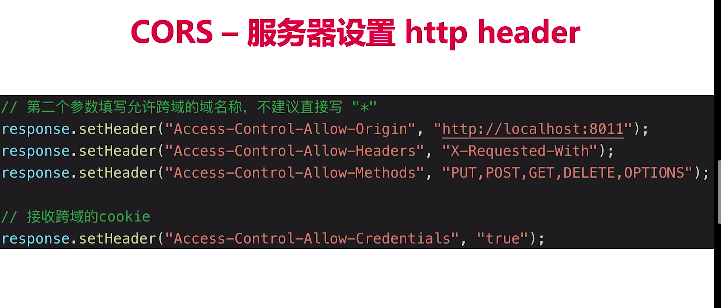 CORS – 服务器设置 http header
// 第二个参数填写允许跨域的域名称，不建议直接写 "*"
response.setHeader("Access-Control-Allow-Origin", "http://localhost:8011");
response.setHeader("Access-Control-Allow-Headers", "X-Requested-With");
response.setHeader("Access-Control-Allow-Methods", "PUT,POST,GET,DELETE,OPTIONS");
// 接收跨域的cookie
response.setHeader("Access-Control-Allow-Credentials", "true");